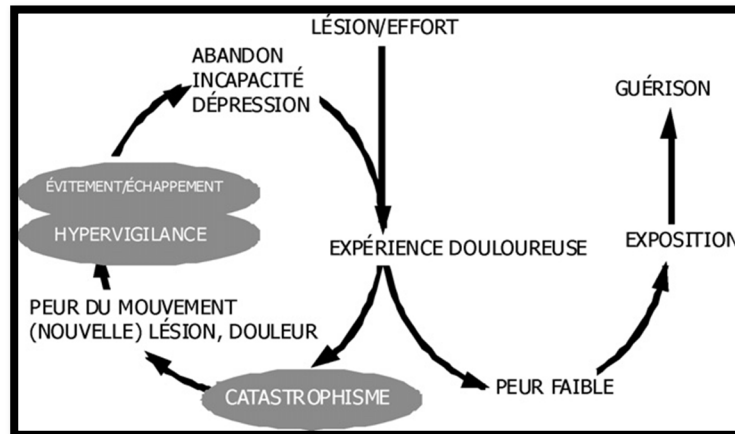 LÉSION/EFFORT
ABANDON
INCAPACITÉ
DÉPRESSION
GUÉRISON
ÉVITEMENT/ÉCHAPPEMENT
HYPERVIGILANCE
EXPÉRIENCE DOULOUREUSE
EXPOSITION
PEUR DU MOUVEMENT
(NOUVELLE) LÉSION, DOULEUR
CATASTROPHISME
PEUR FAIBLE